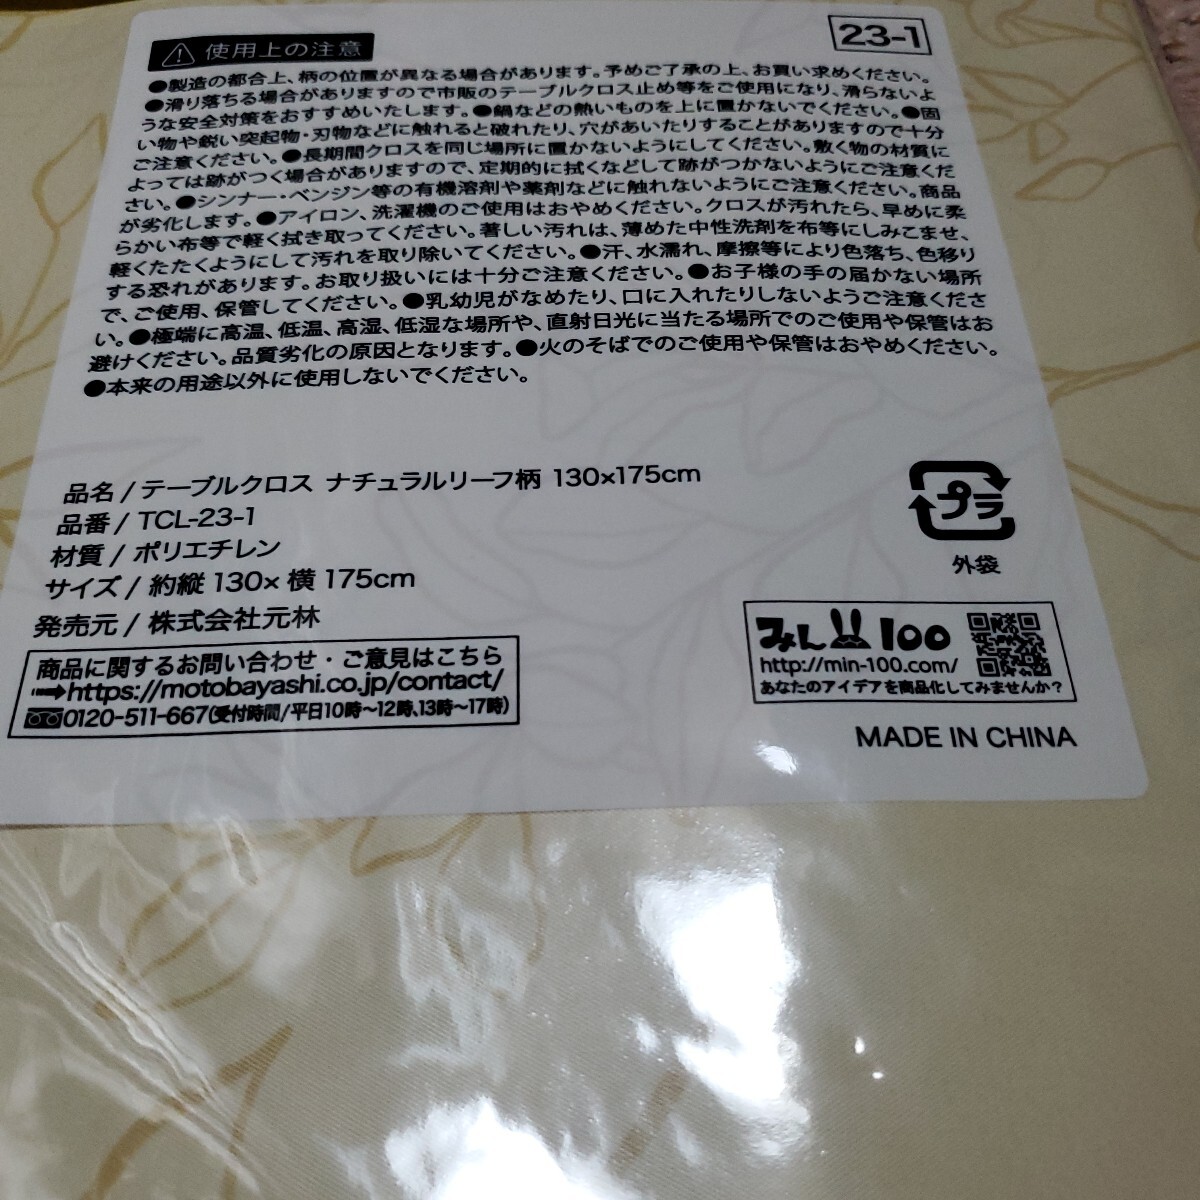 使用上の注意
23-1
●製造の都合上、柄の位置が異なる場合があります。予めご了承の上、お買い求めください。
●滑り落ちる場合がありますので市販のテーブルクロス止め等をご使用になり、滑らないよ
うな安全対策をおすすめいたします。●鍋などの熱いものを上に置かないでください。●固
い物や鋭い突起物・刃物などに触れると破れたり、穴があいたりすることがありますので十分
ご注意ください。●長期間クロスを同じ場所に置かないようにしてください。敷く物の材質に
よっては跡がつく場合がありますので、定期的に拭くなどして跡がつかないようにご注意くだ
さい。●シンナー・ベンジン等の有機溶剤や薬剤などに触れないようにご注意ください。商品
が劣化します。●アイロン、洗濯機のご使用はおやめください。クロスが汚れたら、早めに柔
らかい布等で軽く拭き取ってください。著しい汚れは、薄めた中性洗剤を布等にしみこませ、
軽くたたくようにして汚れを取り除いてください。●汗、水濡れ、摩擦等により色落ち、色移り
する恐れがあります。お取り扱いには十分ご注意ください。●お子様の手の届かない場所
で、ご使用、保管してください。●乳幼児がなめたり、口に入れたりしないようご注意くださ
い。●極端に高温、低温、高湿、低湿な場所や、直射日光に当たる場所でのご使用や保管はお
避けください。品質劣化の原因となります。●火のそばでのご使用や保管はおやめください。
●本来の用途以外に使用しないでください。
品名 / テーブルクロス ナチュラルリーフ柄 130×175cm
品番 / TCL-23-1
材質 / ポリエチレン
サイズ / 約縦130×横175cm
発売元 / 株式会社元林
商品に関するお問い合わせ・ご意見はこちら
https://motobayashi.co.jp/contact/
0120-511-667(受付時間/平日10時〜12時、13時〜17時)
プラ
外袋
みん100
http://min-100.com/
あなたのアイデアを商品化してみませんか?
MADE IN CHINA